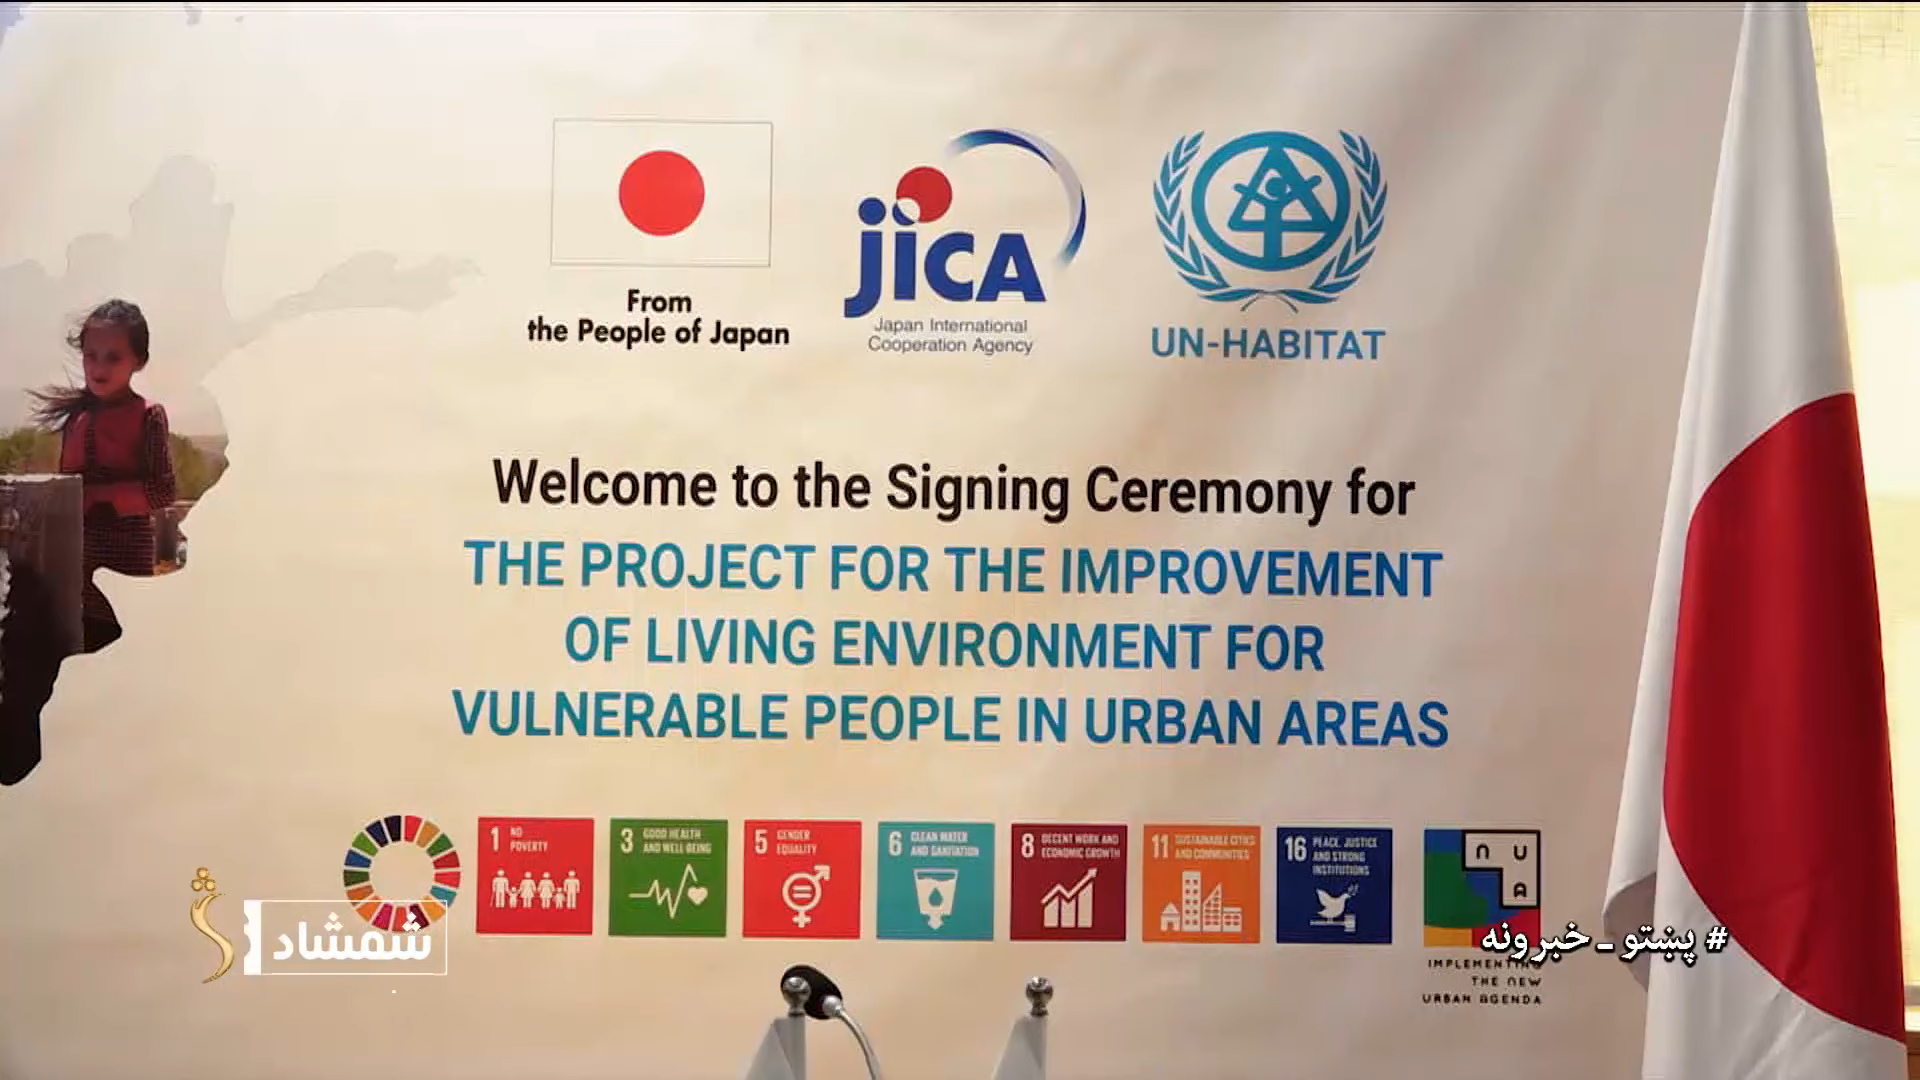 From
the People of Japan
jica
Japan International
Cooperation Agency
UN-HABITAT
Welcome to the Signing Ceremony for
THE PROJECT FOR THE IMPROVEMENT
OF LIVING ENVIRONMENT FOR
VULNERABLE PEOPLE IN URBAN AREAS
1 NO
POVERTY
3 GOOD HEALTH
AND WELL-BEING
5 GENDER
EQUALITY
6 CLEAN WATER
AND SANITATION
8 DECENT WORK AND
ECONOMIC GROWTH
11 SUSTAINABLE CITIES
AND COMMUNITIES
16 PEACE, JUSTICE
AND STRONG
INSTITUTIONS
N U
A
IMPLEMENTING
THE NEW
URBAN AGENDA
شمشاد
# پښتو ـ خبرونه